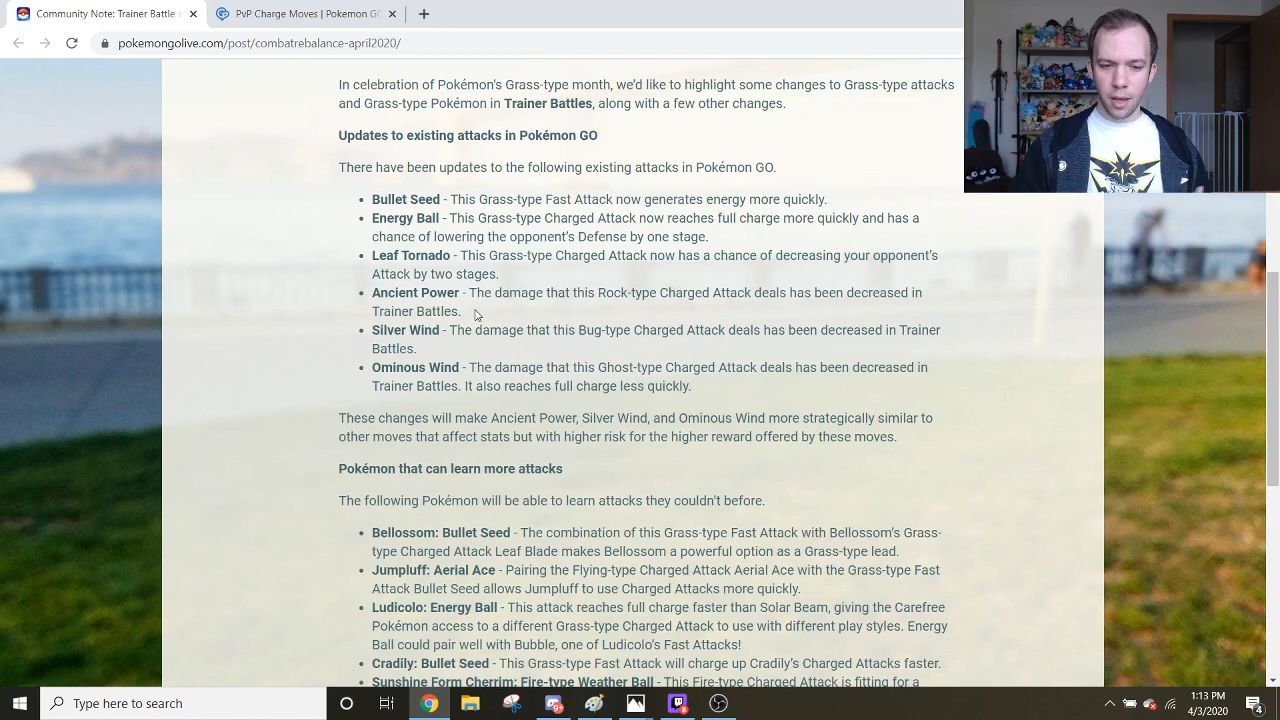 Community Notes - Pokémon
PvP Charge Moves | Pokemon G
pokemongolive.com/post/combatrebalance-april2020/
In celebration of Pokémon's Grass-type month, we'd like to highlight some changes to Grass-type attacks
and Grass-type Pokémon in Trainer Battles, along with a few other changes.
Updates to existing attacks in Pokémon GO
There have been updates to the following existing attacks in Pokémon GO.
• Bullet Seed - This Grass-type Fast Attack now generates energy more quickly.
• Energy Ball - This Grass-type Charged Attack now reaches full charge more quickly and has a
chance of lowering the opponent's Defense by one stage.
• Leaf Tornado - This Grass-type Charged Attack now has a chance of decreasing your opponent's
Attack by two stages.
• Ancient Power - The damage that this Rock-type Charged Attack deals has been decreased in
Trainer Battles.
• Silver Wind - The damage that this Bug-type Charged Attack deals has been decreased in Trainer
Battles.
• Ominous Wind - The damage that this Ghost-type Charged Attack deals has been decreased in
Trainer Battles. It also reaches full charge less quickly.
These changes will make Ancient Power, Silver Wind, and Ominous Wind more strategically similar to
other moves that affect stats but with higher risk for the higher reward offered by these moves.
Pokémon that can learn more attacks
The following Pokémon will be able to learn attacks they couldn't before.
• Bellossom: Bullet Seed - The combination of this Grass-type Fast Attack with Bellossom's Grass-
type Charged Attack Leaf Blade makes Bellossom a powerful option as a Grass-type lead.
• Jumpluff: Aerial Ace - Pairing the Flying-type Charged Attack Aerial Ace with the Grass-type Fast
Attack Bullet Seed allows Jumpluff to use Charged Attacks more quickly.
• Ludicolo: Energy Ball - This attack reaches full charge faster than Solar Beam, giving the Carefree
Pokémon access to a different Grass-type Charged Attack to use with different play styles. Energy
Ball could pair well with Bubble, one of Ludicolo's Fast Attacks!
• Cradily: Bullet Seed - This Grass-type Fast Attack will charge up Cradily's Charged Attacks faster.
• Sunshine Form Cherrim: Fire-type Weather Ball - This Fire-type Charged Attack is fitting for a
Type here to search
1:13 PM
4/3/2020
4